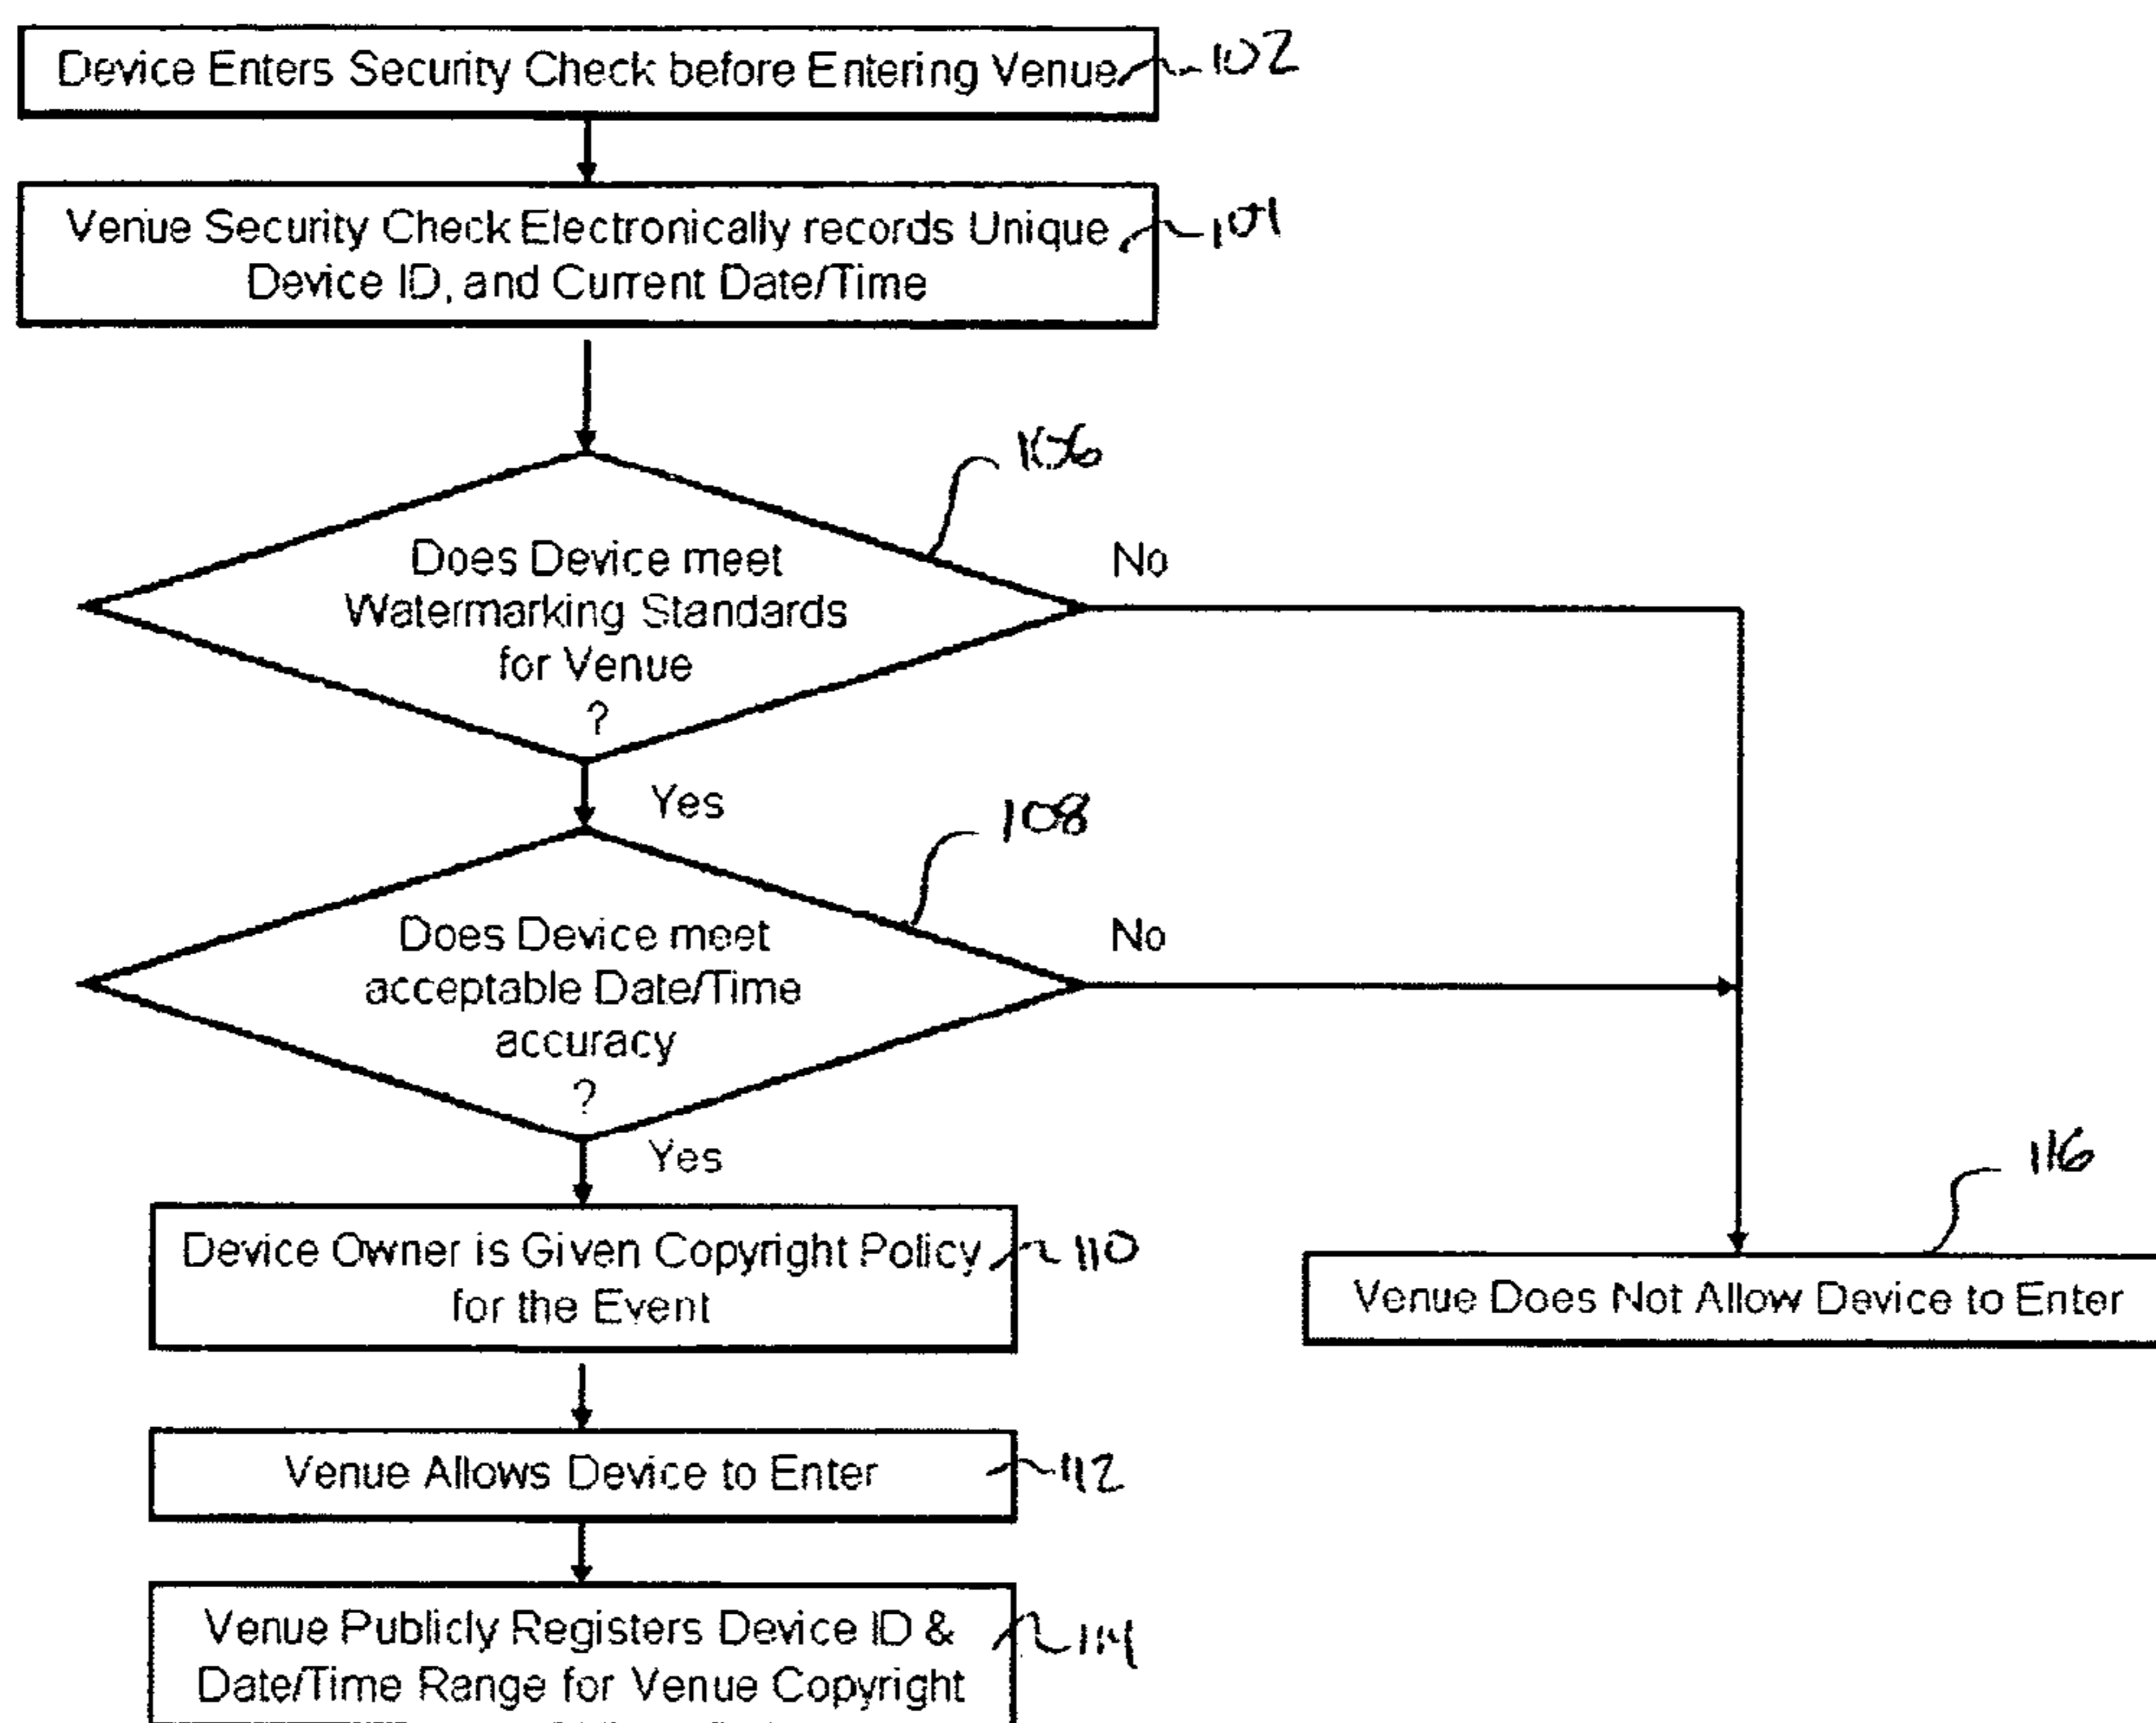 Device Enters Security Check before Entering Venue
102
Venue Security Check Electronically records Unique
Device ID, and Current Date/Time
104
106
Does Device meet
Watermarking Standards
for Venue
?
No
Yes
108
Does Device meet
acceptable Date/Time
accuracy
?
No
Yes
Device Owner is Given Copyright Policy
for the Event
110
116
Venue Does Not Allow Device to Enter
Venue Allows Device to Enter
112
Venue Publicly Registers Device ID &
Date/Time Range for Venue Copyright
114